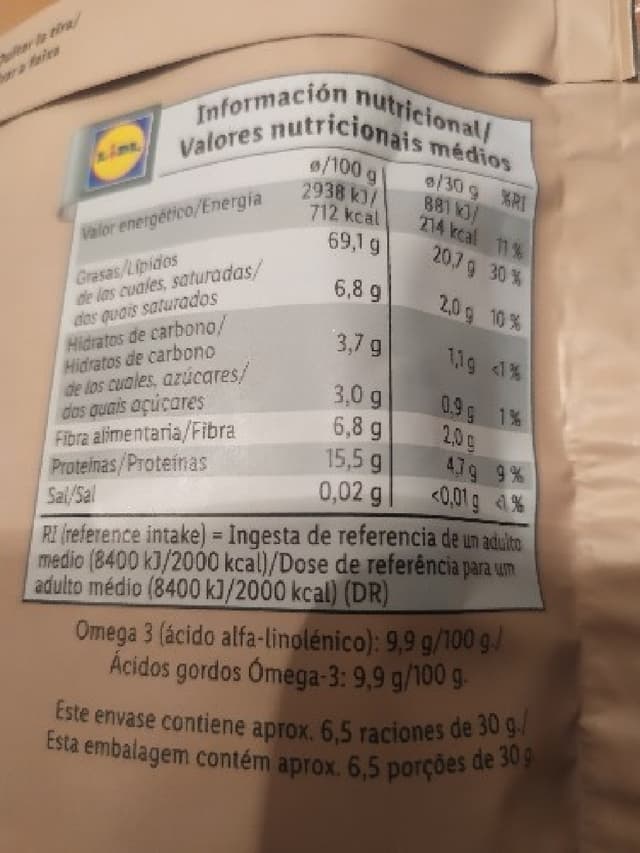 Información nutricional/
Valores nutricionais médios
ø/100 g ø/30 g %RI
Valor energético/Energia 2938 kJ/ 881 kJ/
712 kcal 214 kcal 11 %
Grasas/Lípidos 69,1 g 20,7 g 30 %
de las cuales, saturadas/
dos quais saturados 6,8 g 2,0 g 10 %
Hidratos de carbono/
Hidratos de carbono 3,7 g 1,1 g <1 %
de los cuales, azúcares/
dos quais açúcares 3,0 g 0,9 g 1 %
Fibra alimentaria/Fibra 6,8 g 2,0 g
Proteínas/Proteínas 15,5 g 4,7 g 9 %
Sal/Sal 0,02 g <0,01 g <1 %
RI (reference intake) = Ingesta de referencia de un adulto
medio (8400 kJ/2000 kcal)/Dose de referência para um
adulto médio (8400 kJ/2000 kcal) (DR)
Omega 3 (ácido alfa-linolénico): 9,9 g/100 g./
Ácidos gordos Ómega-3: 9,9 g/100 g.
Este envase contiene aprox. 6,5 raciones de 30 g./
Esta embalagem contém aprox. 6,5 porções de 30 g